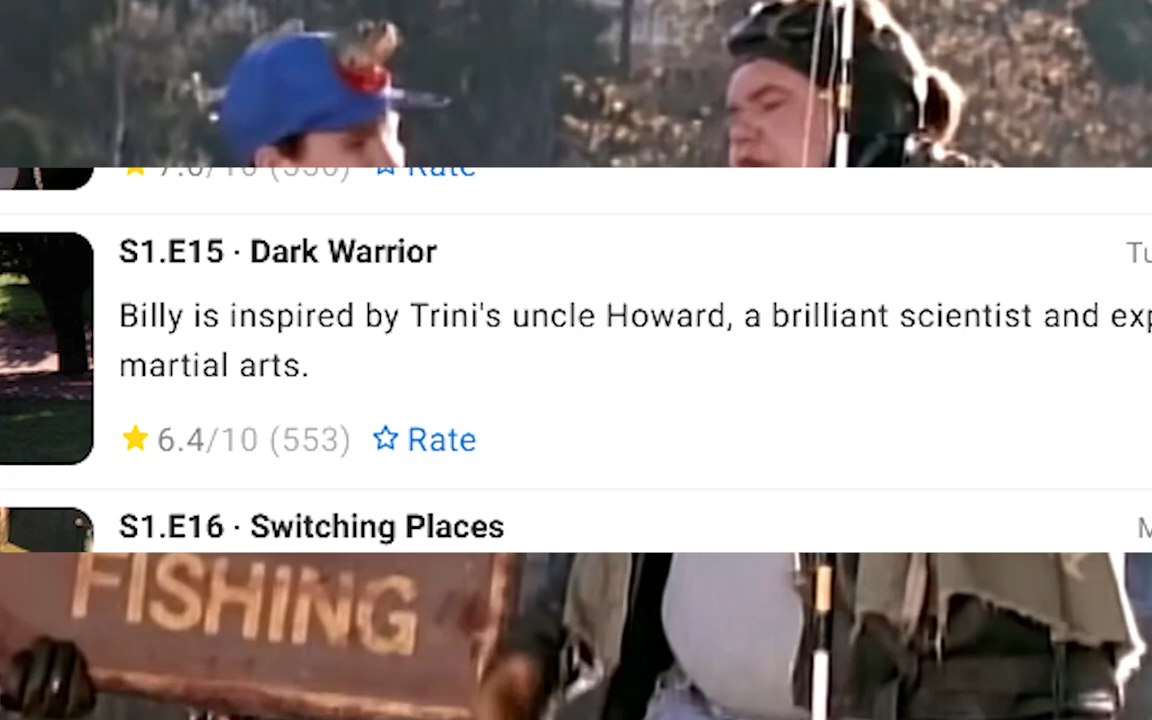 Rate
S1.E15 · Dark Warrior
Billy is inspired by Trini's uncle Howard, a brilliant scientist and
martial arts.
6.4/10 (553) Rate
S1.E16 · Switching Places
FISHING